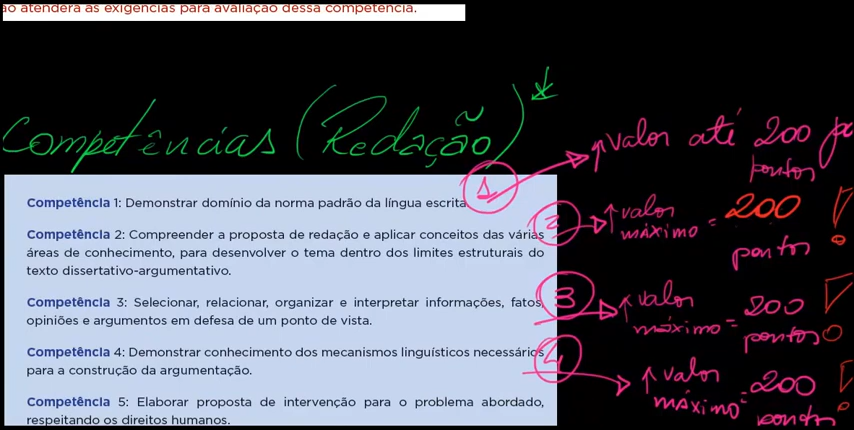 ão atenderá as exigências para avaliação dessa competência.
Competências (Redação)
1 valor até 200
pontos
Competência 1: Demonstrar domínio da norma padrão da língua escrita
Competência 2: Compreender a proposta de redação e aplicar conceitos das várias
áreas de conhecimento, para desenvolver o tema dentro dos limites estruturais do
texto dissertativo-argumentativo.
2 valor máximo = 200 pontos
Competência 3: Selecionar, relacionar, organizar e interpretar informações, fatos,
opiniões e argumentos em defesa de um ponto de vista.
3 valor máximo = 200 pontos
Competência 4: Demonstrar conhecimento dos mecanismos linguísticos necessários
para a construção da argumentação.
4 valor máximo = 200 pontos
Competência 5: Elaborar proposta de intervenção para o problema abordado,
respeitando os direitos humanos.